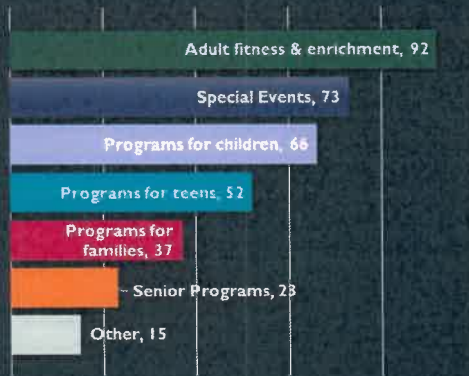 Adult fitness & enrichment, 92
Special Events, 73
Programs for children, 66
Programs for teens, 52
Programs for
families, 37
Senior Programs, 23
Other, 15